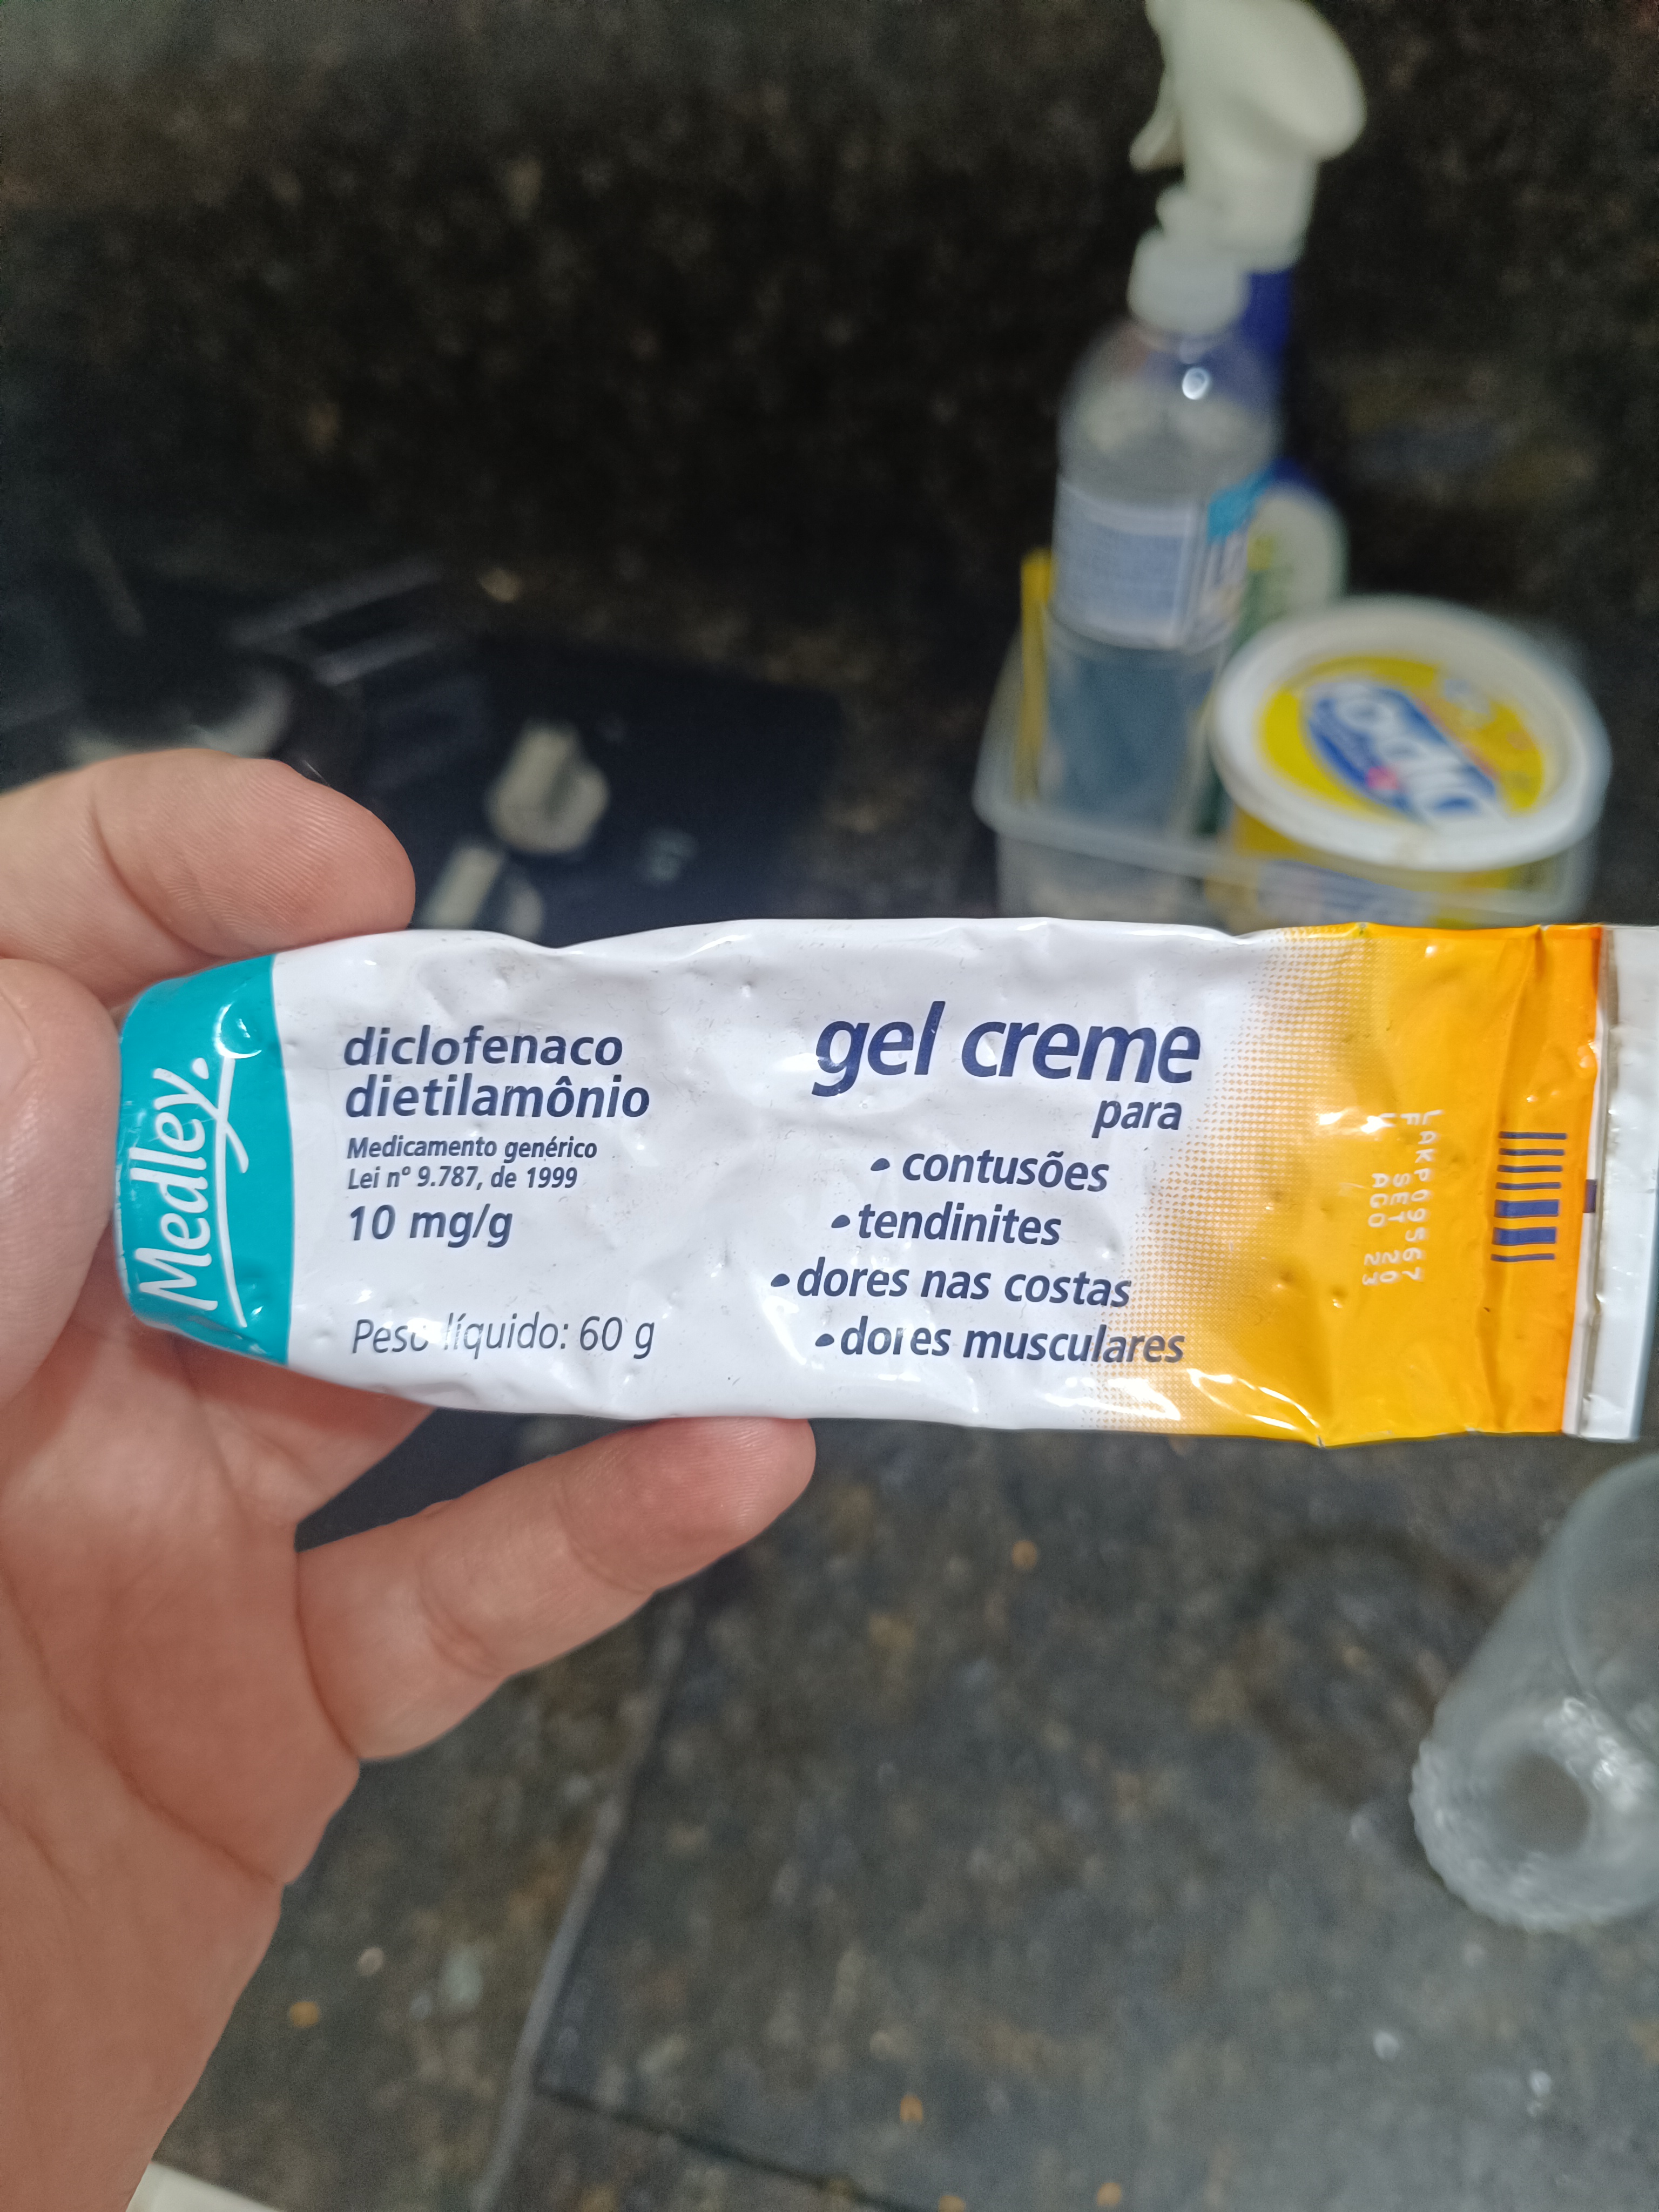 Medley.
diclofenaco
dietilamônio
Medicamento genérico
Lei nº 9.787, de 1999
10 mg/g
Peso líquido: 60 g
gel creme
para
• contusões
• tendinites
• dores nas costas
• dores musculares
LAKP09567
F SET 20
V AGO 23